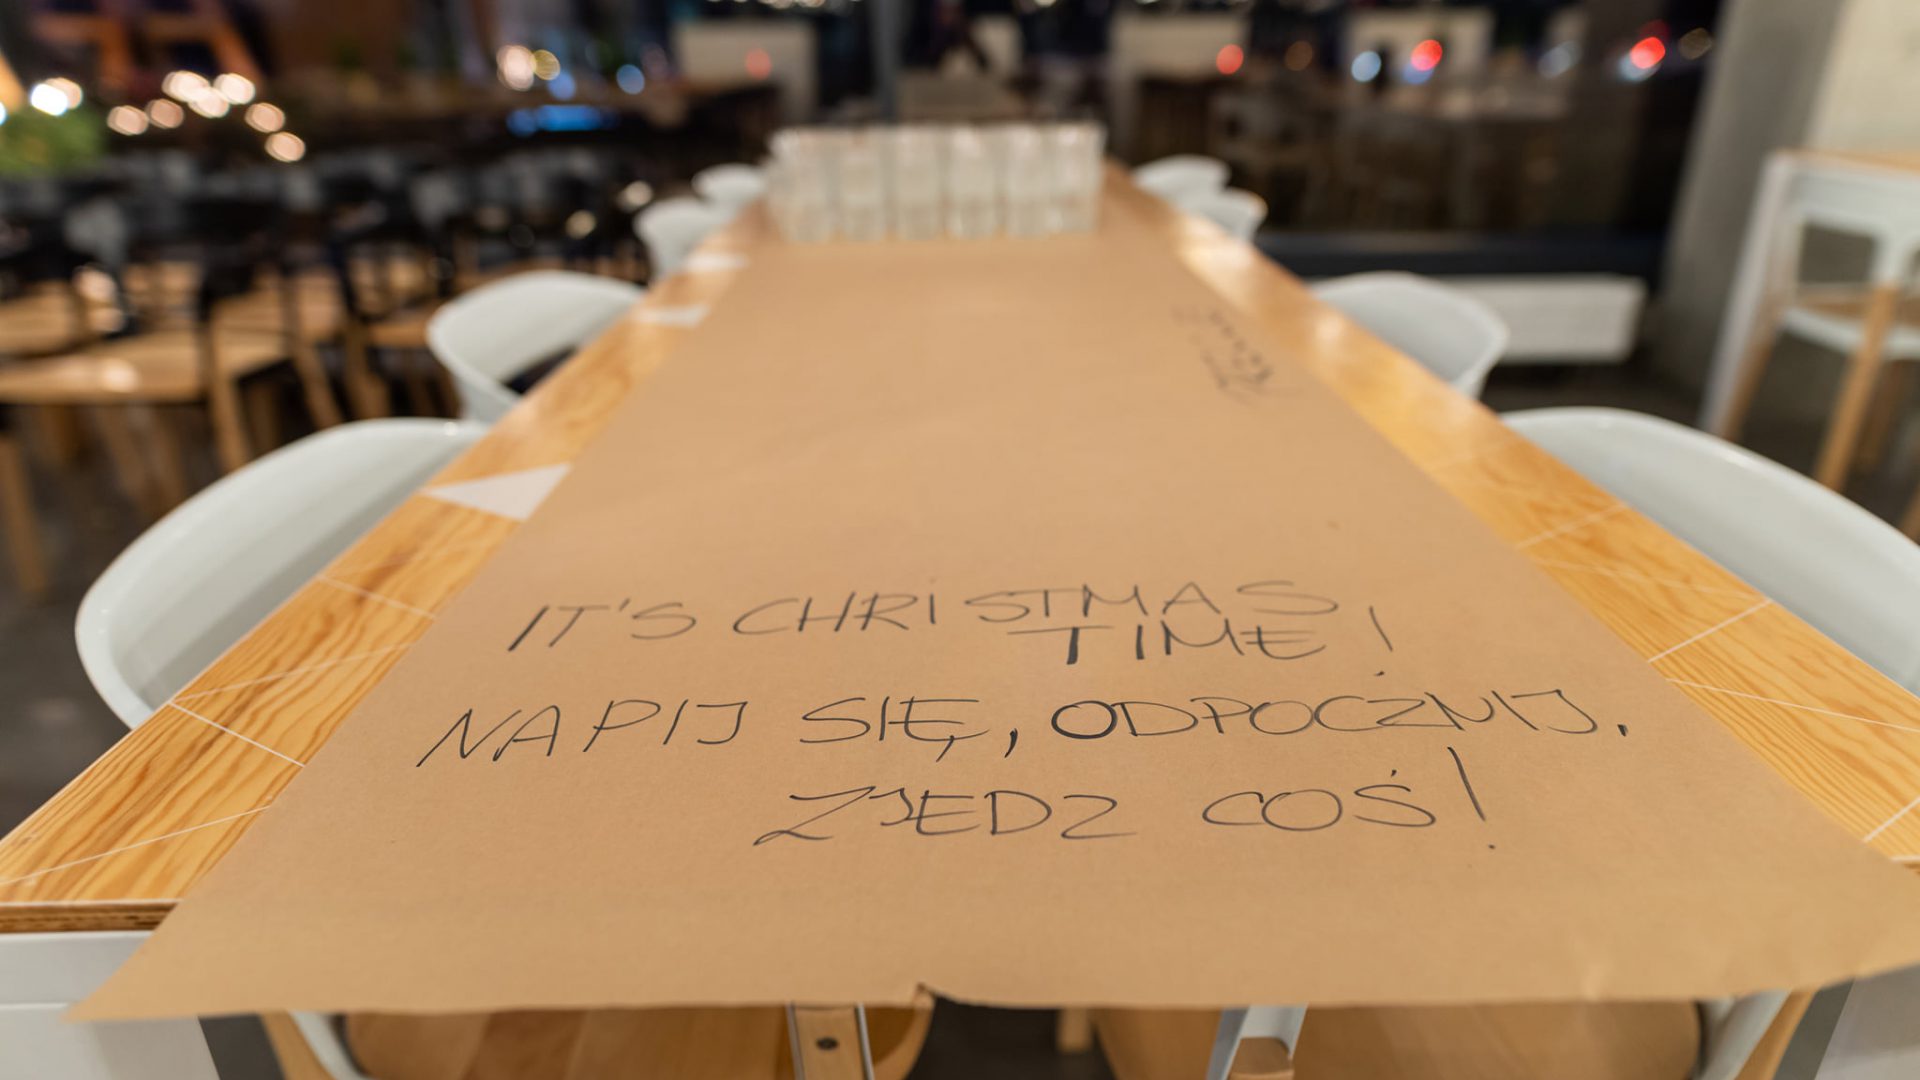 IT'S CHRISTMAS
TIME!
NAPIJ SIĘ, ODPOCZNIJ,
ZJEDZ COŚ!